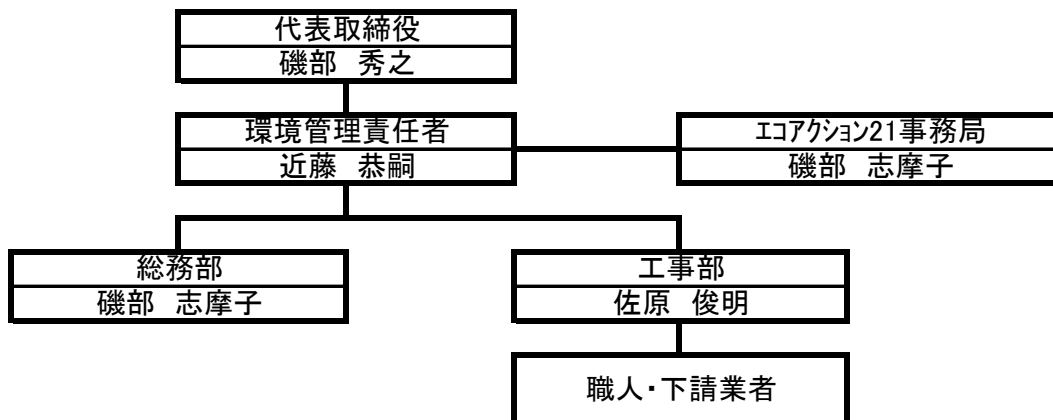 代表取締役
磯部　秀之
環境管理責任者
近藤　恭嗣
ｴｺｱｸｼｮﾝ21事務局
磯部　志摩子
総務部
磯部　志摩子
工事部
佐原　俊明
職人・下請業者